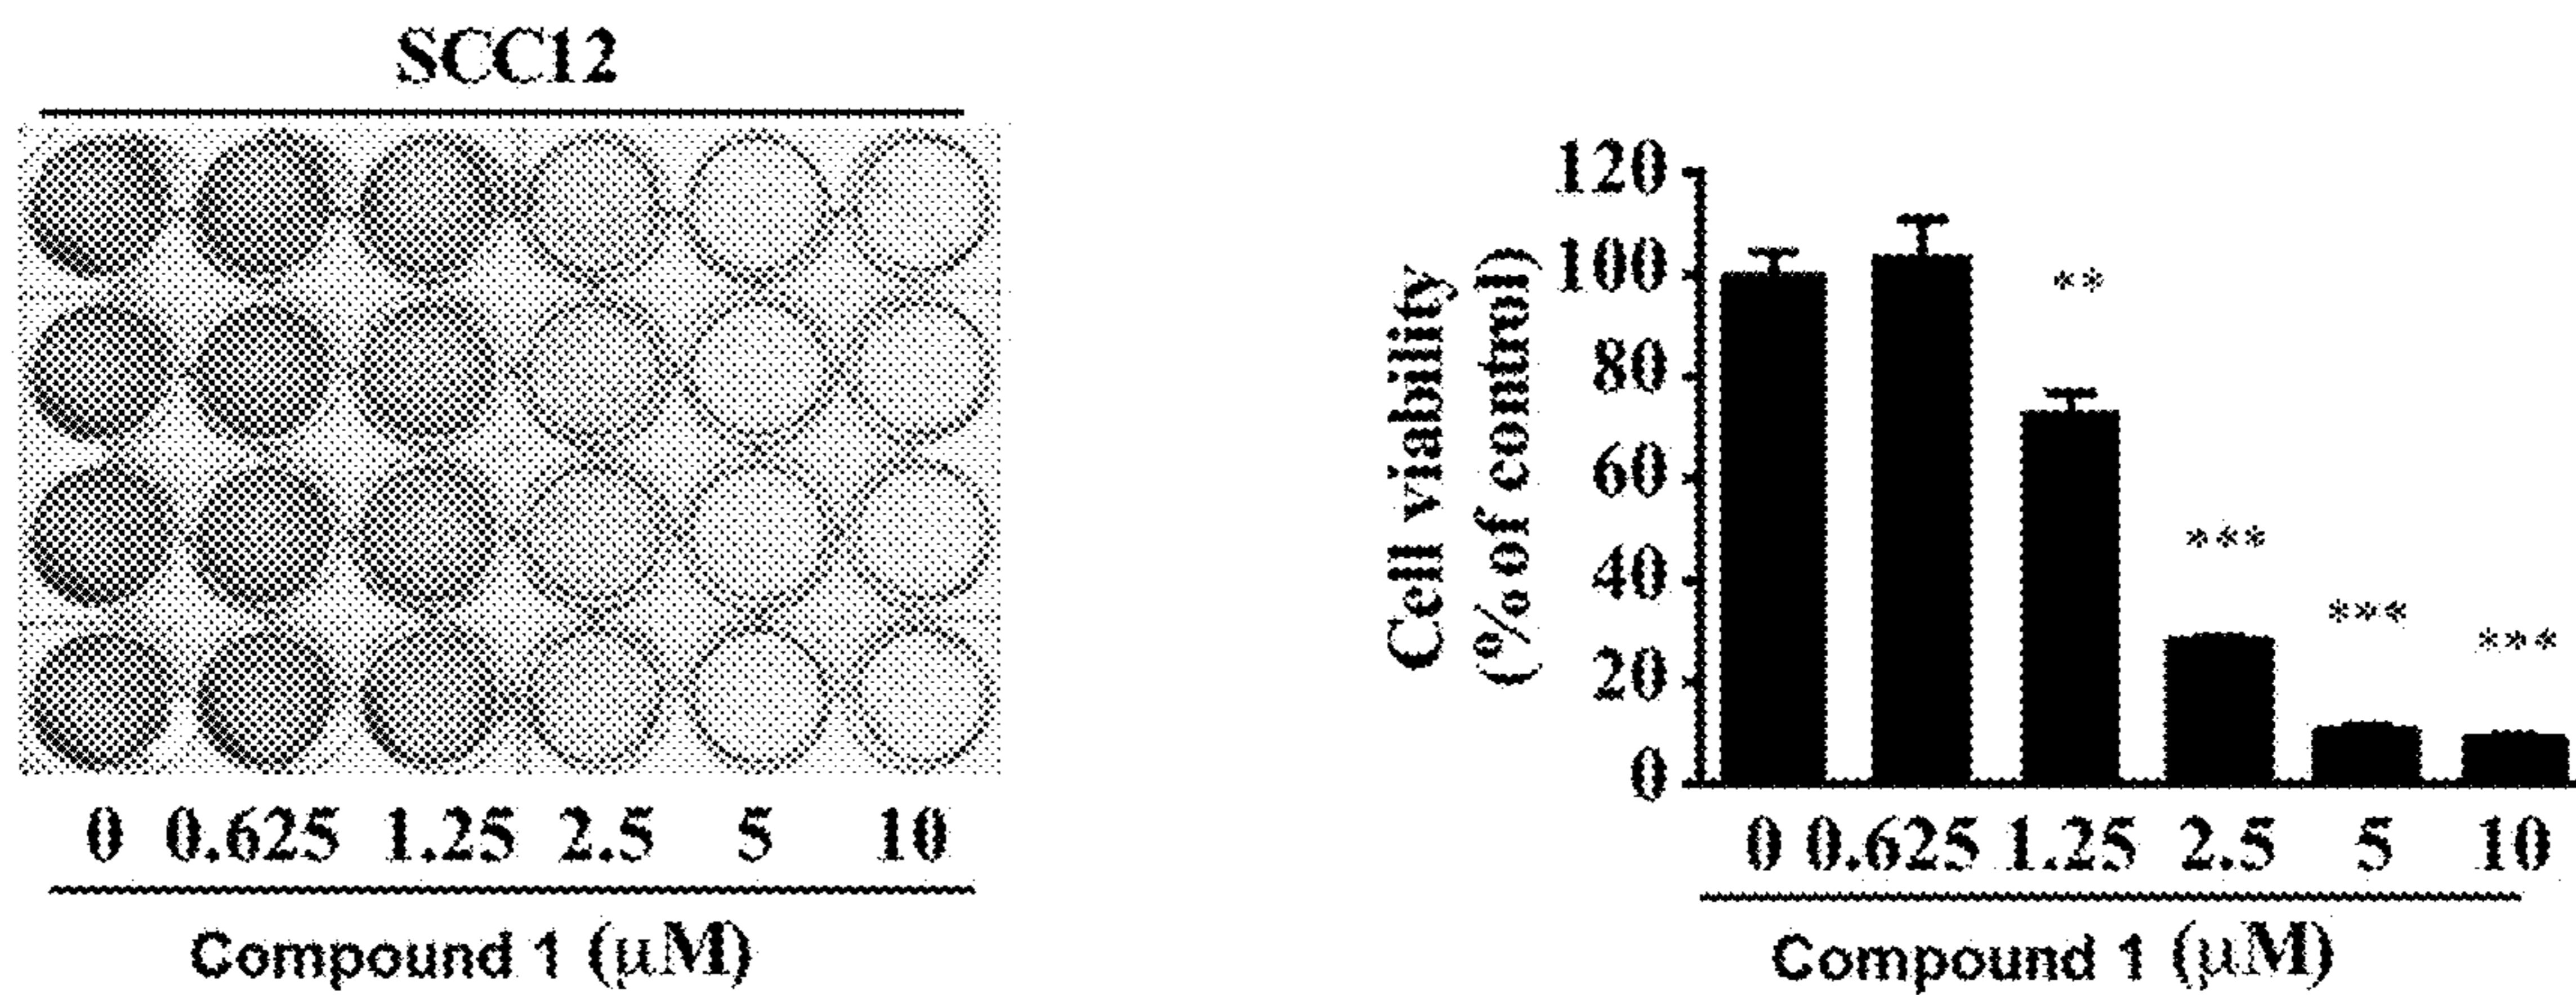 SCC12
0 0.625 1.25 2.5 5 10
Compound 1 (μM)
Cell viability
(% of control)
120
100
80
60
40
20
0
**
***
***
***
0 0.625 1.25 2.5 5 10
Compound 1 (μM)